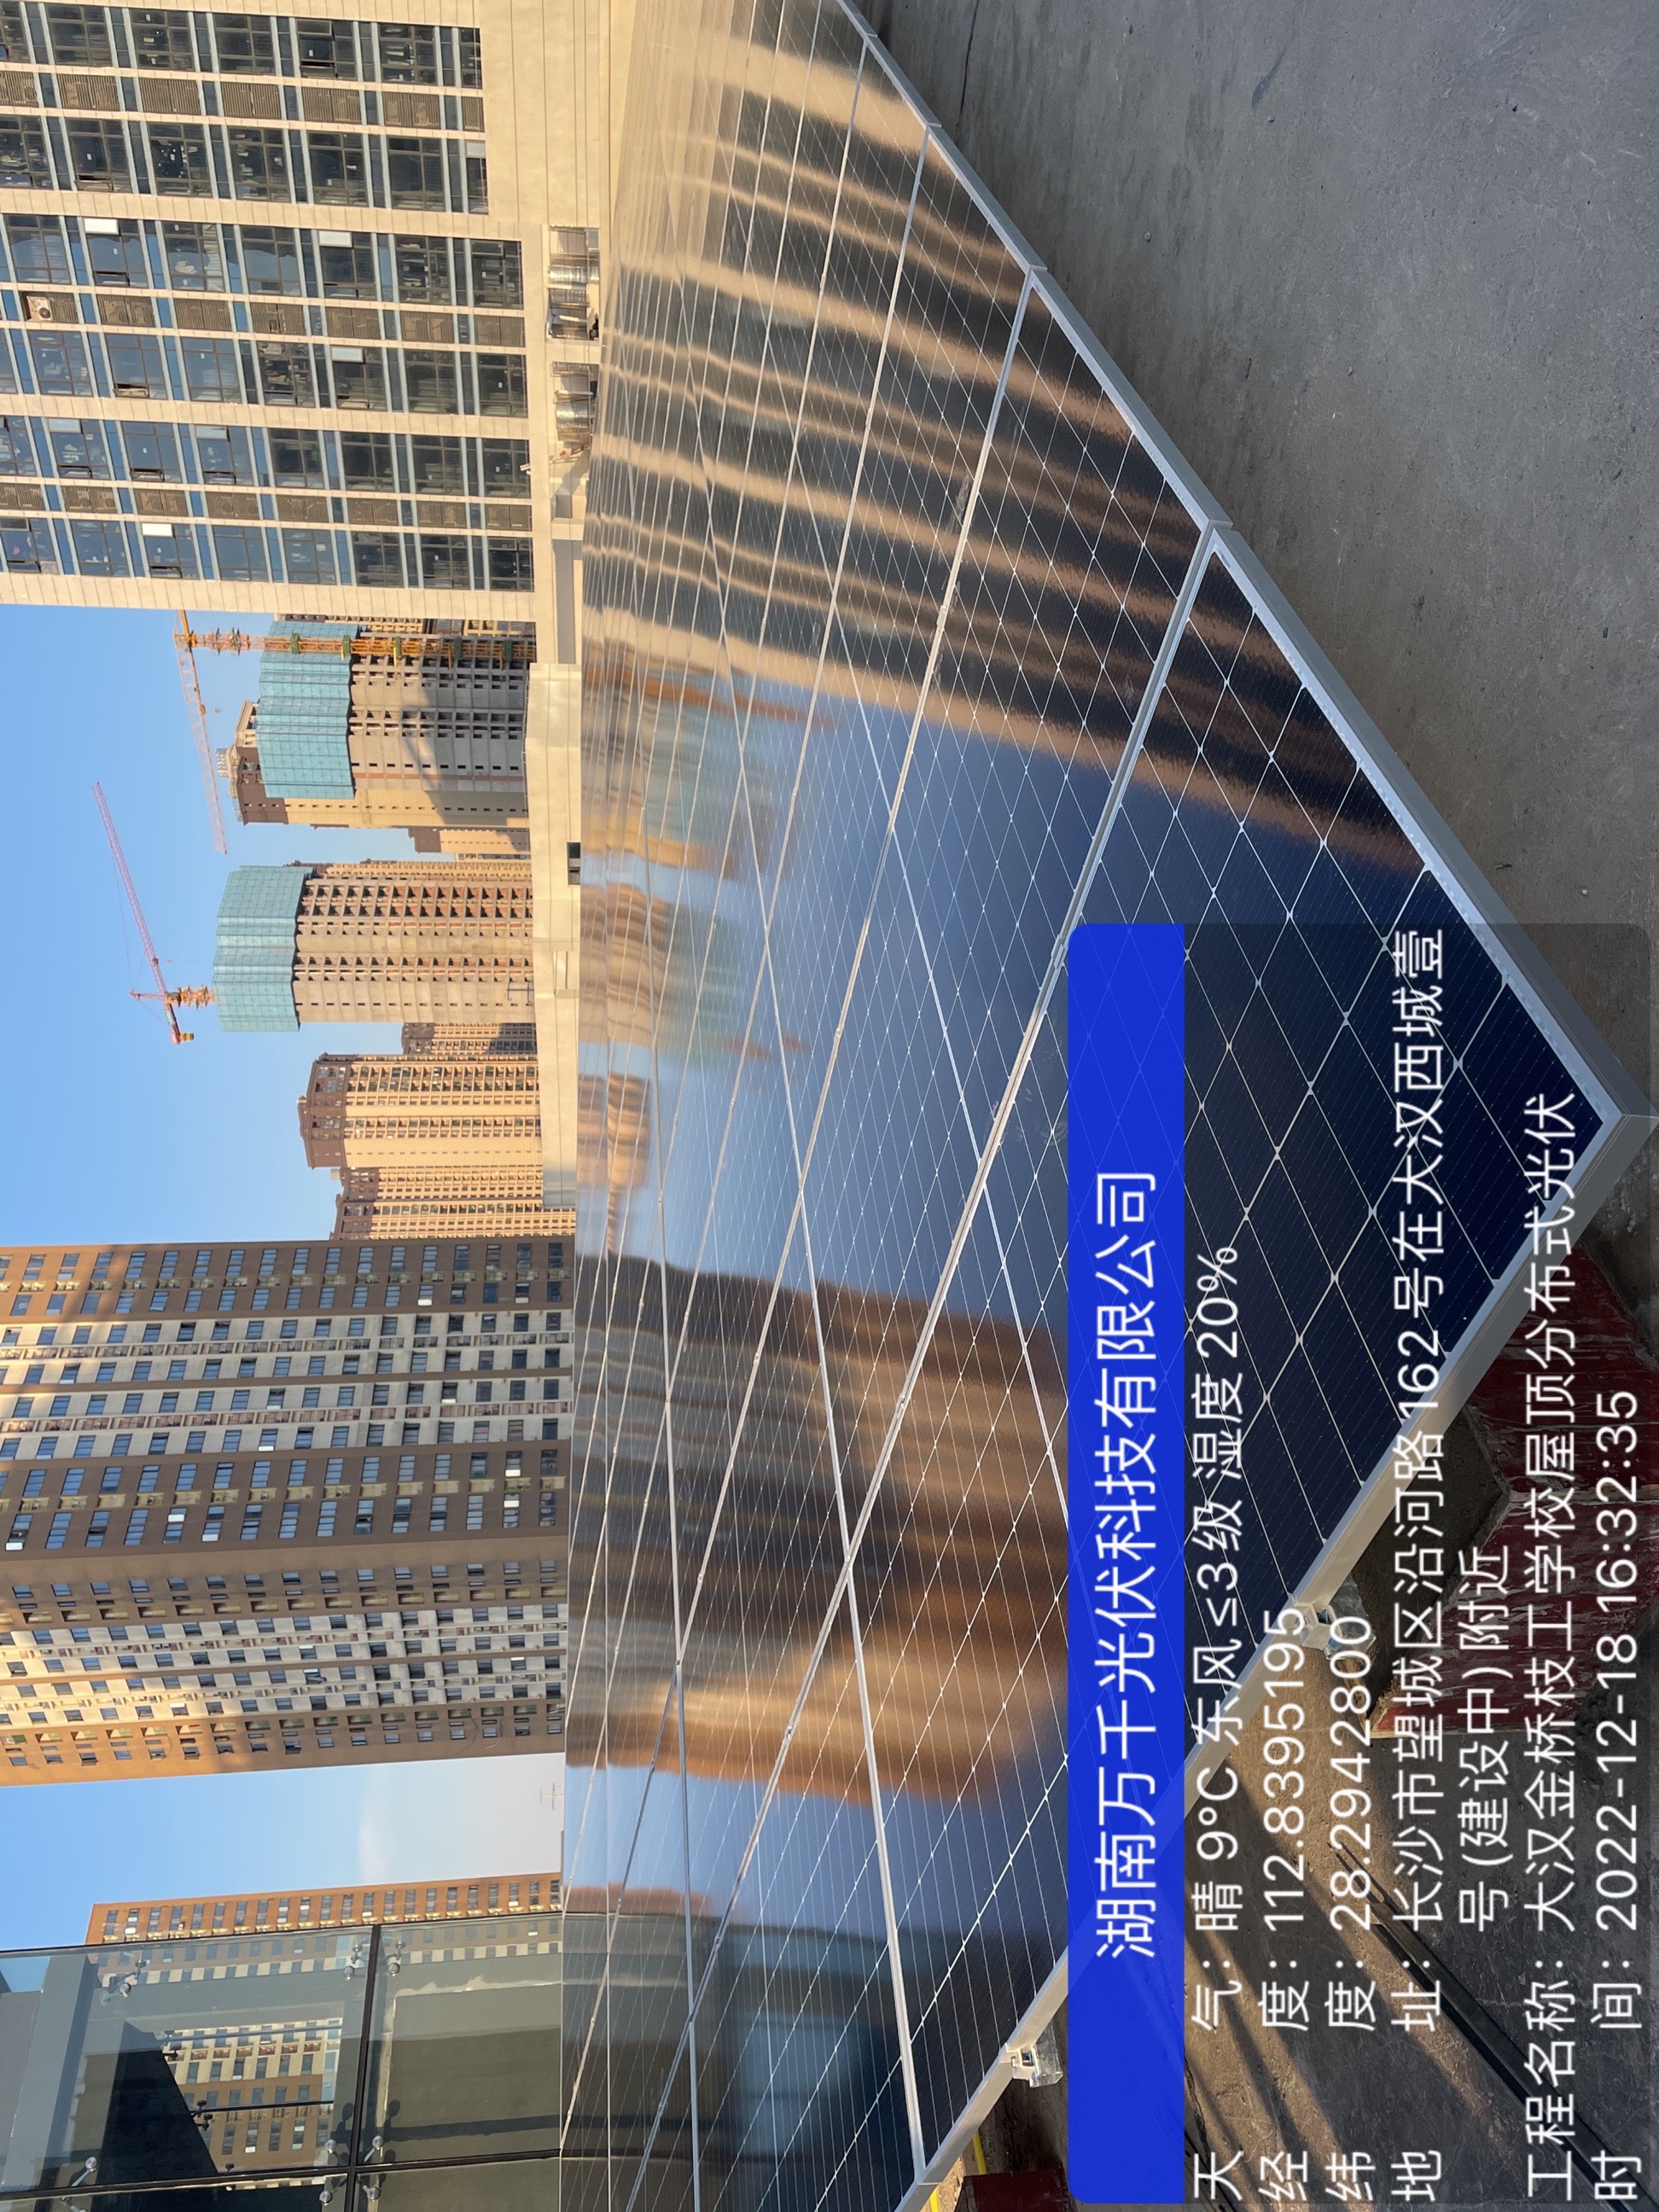 湖南万千光伏科技有限公司
天 气：晴 9°C 东风≤3级 湿度20%
经 度：112.8395195
纬 度：28.2942800
地 址：长沙市望城区沿河路162号在大汉西城壹
号(建设中)附近
工程名称：大汉金桥枝工学校屋顶分布式光伏
时 间：2022-12-18 16:32:35